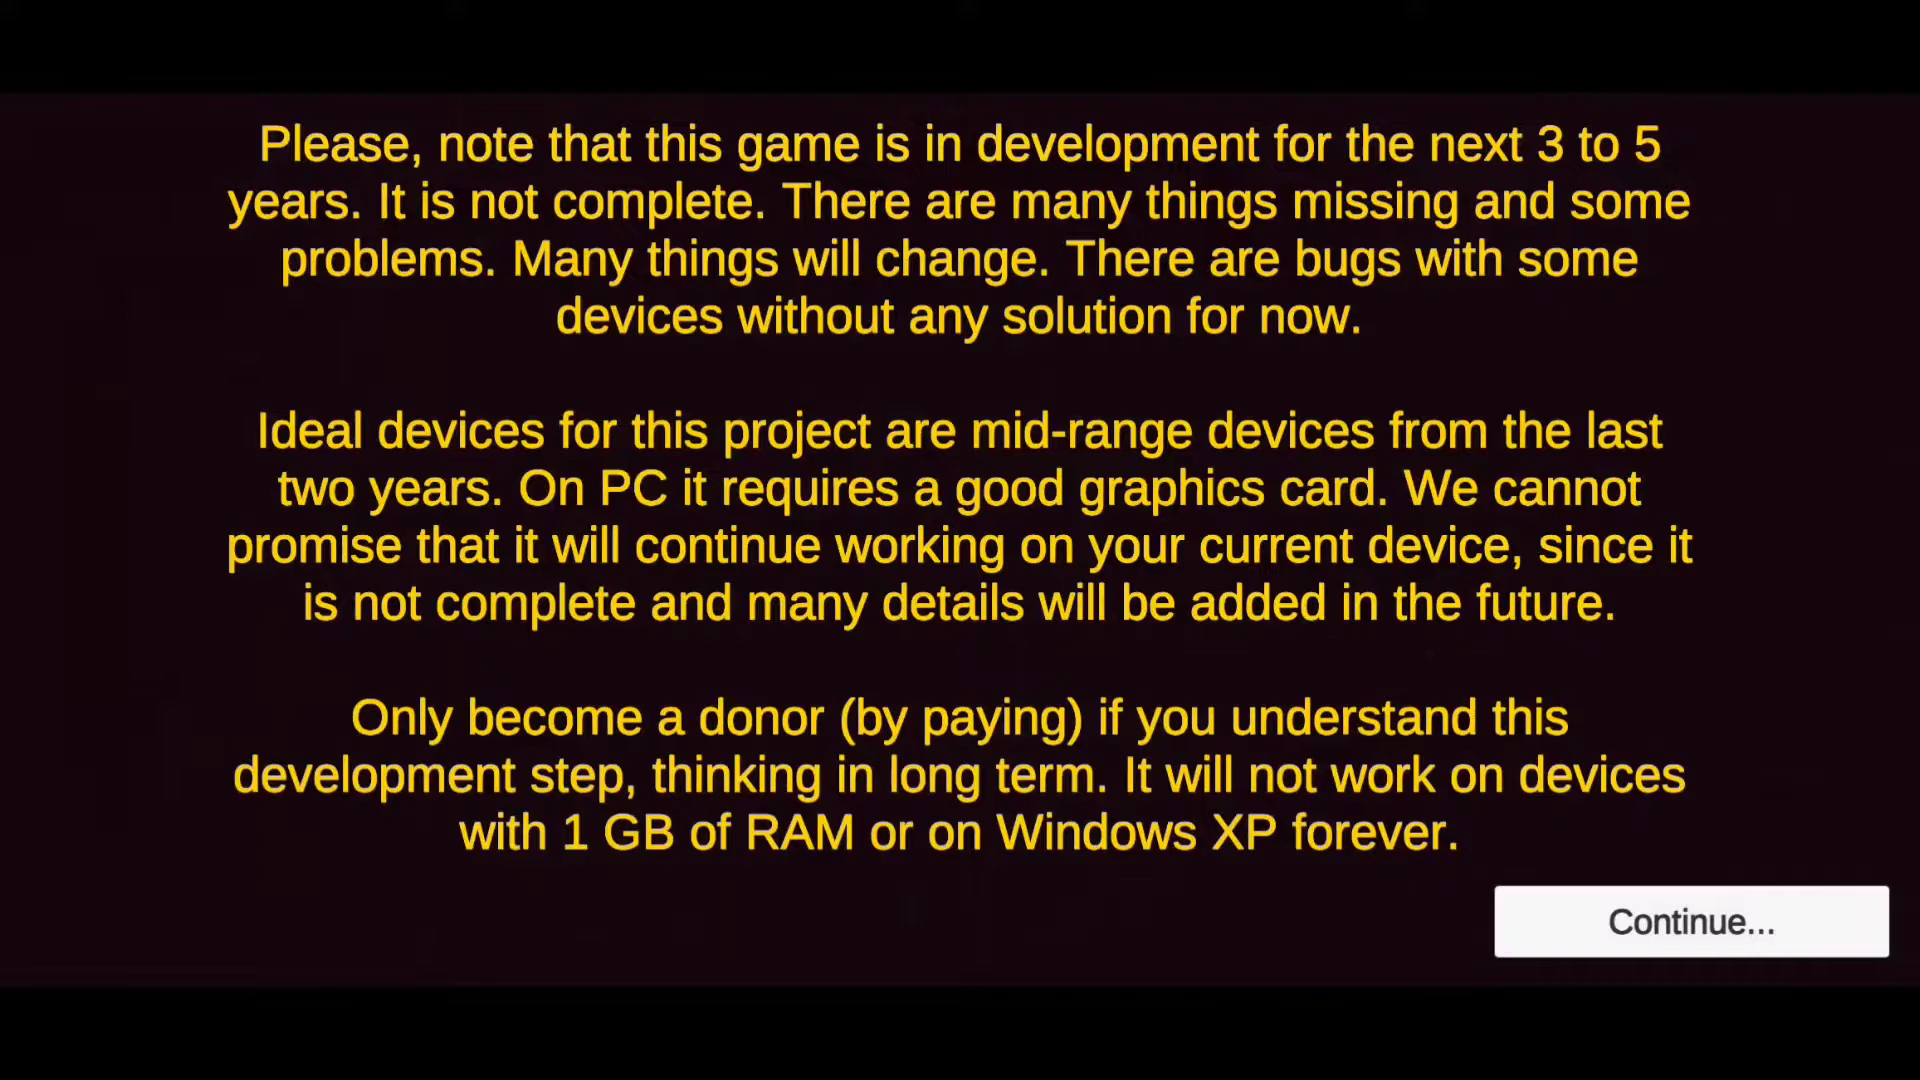 Please, note that this game is in development for the next 3 to 5
years. It is not complete. There are many things missing and some
problems. Many things will change. There are bugs with some
devices without any solution for now.
Ideal devices for this project are mid-range devices from the last
two years. On PC it requires a good graphics card. We cannot
promise that it will continue working on your current device, since it
is not complete and many details will be added in the future.
Only become a donor (by paying) if you understand this
development step, thinking in long term. It will not work on devices
with 1 GB of RAM or on Windows XP forever.
Continue...